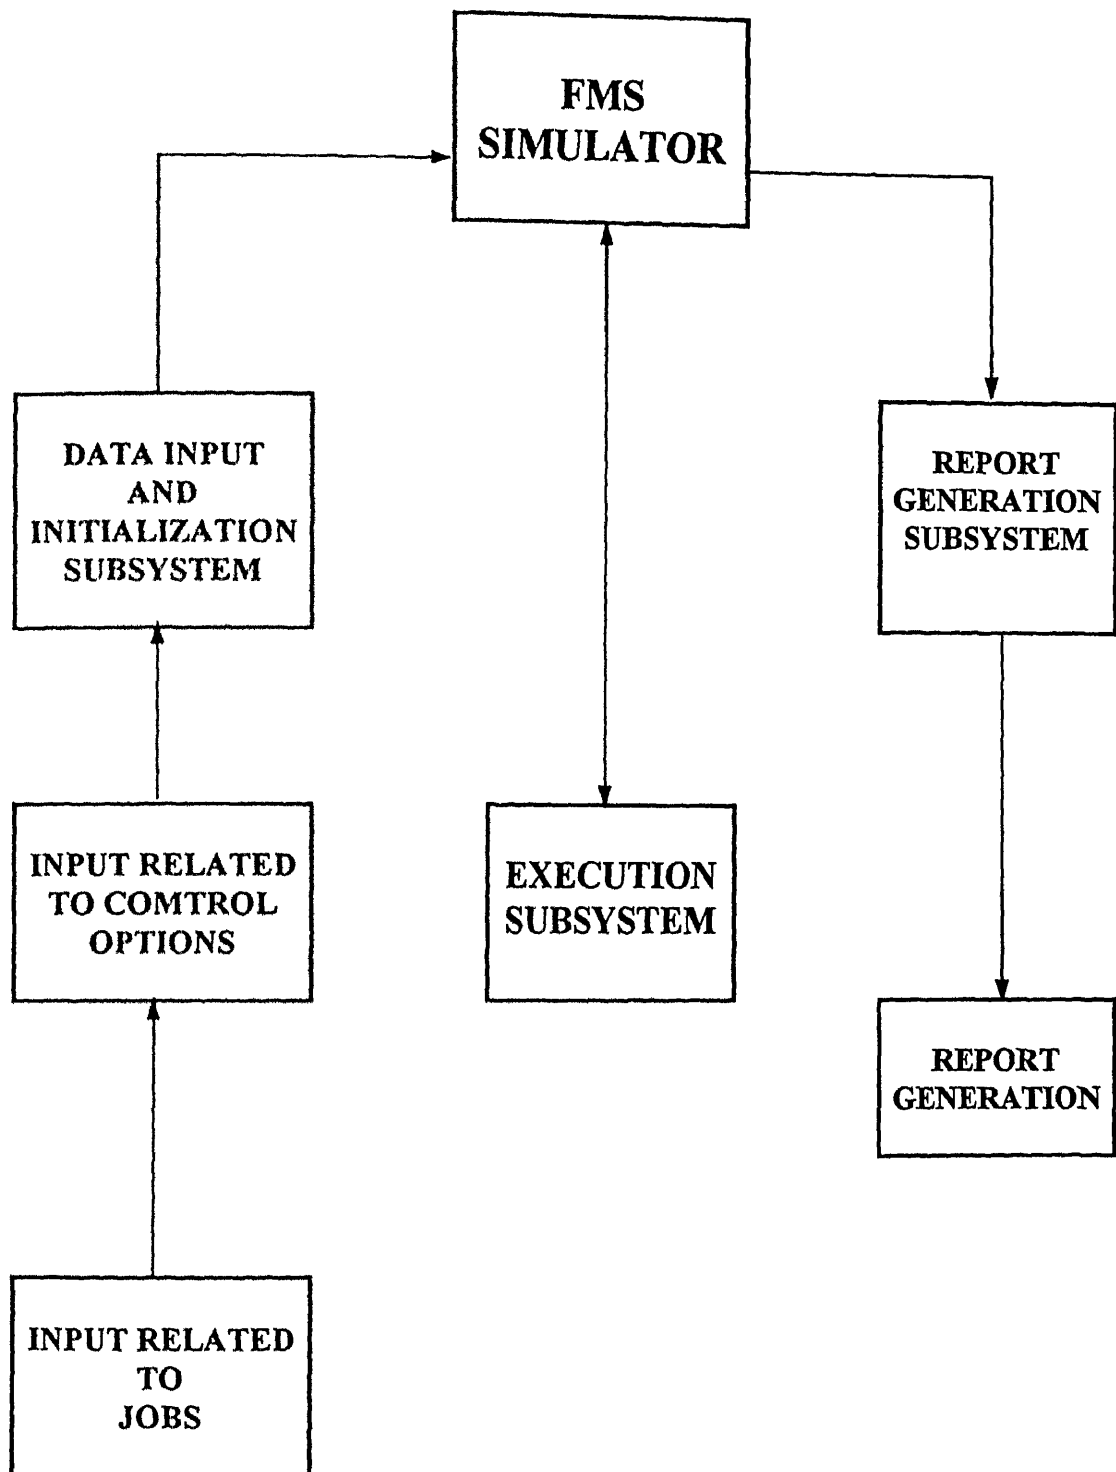 FMS
SIMULATOR
DATA INPUT
AND
INITIALIZATION
SUBSYSTEM
REPORT
GENERATION
SUBSYSTEM
INPUT RELATED
TO COMTROL
OPTIONS
EXECUTION
SUBSYSTEM
REPORT
GENERATION
INPUT RELATED
TO
JOBS